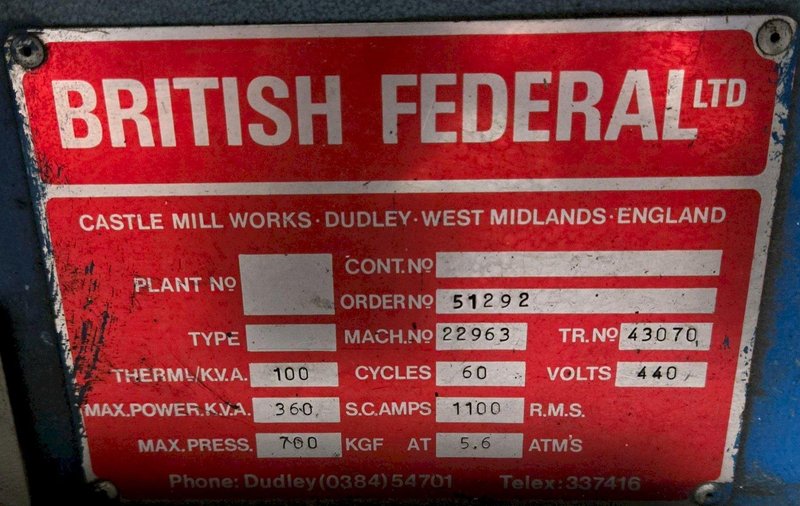 BRITISH FEDERAL LTD
CASTLE MILL WORKS · DUDLEY · WEST MIDLANDS · ENGLAND
PLANT Nº
CONT. Nº
ORDER Nº 51292
TYPE MACH. Nº 22963 TR. Nº 43070
THERML/K.V.A. 100 CYCLES 60 VOLTS 440
MAX. POWER. K.V.A. 360 S.C. AMPS 1100 R.M.S.
MAX. PRESS. 700 KGF AT 5.6 ATM'S
Phone: Dudley (0384) 54701 Telex: 337416